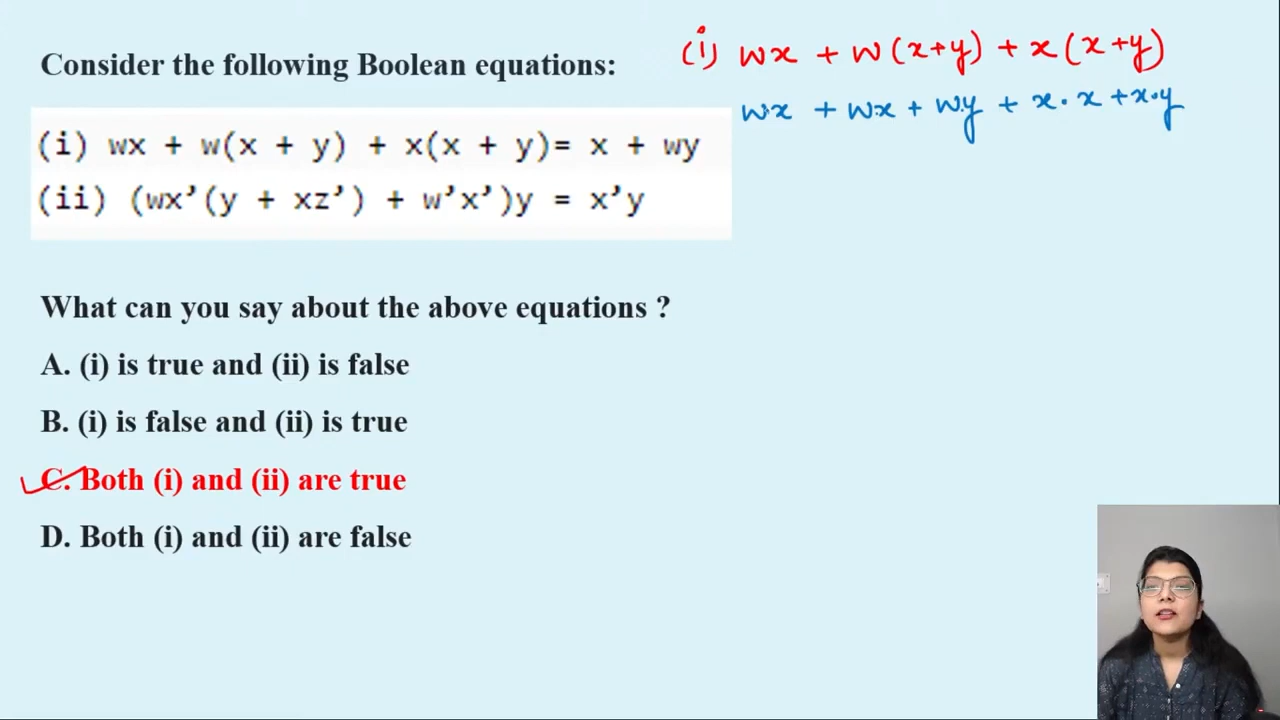 Consider the following Boolean equations:
(i) wx + w(x+y) + x(x+y)
wx + wx + wy + x·x + x·y
(i) wx + w(x + y) + x(x + y)= x + wy
(ii) (wx’(y + xz’) + w’x’)y = x’y
What can you say about the above equations ?
A. (i) is true and (ii) is false
B. (i) is false and (ii) is true
C. Both (i) and (ii) are true
D. Both (i) and (ii) are false